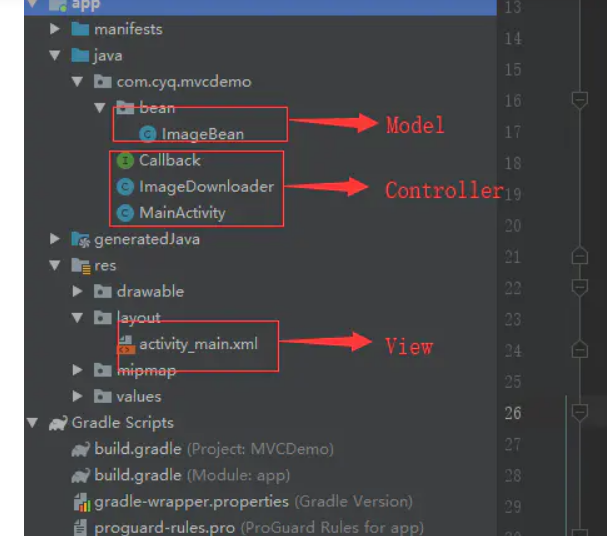 app
13
manifests
14
java
15
com.cyq.mvcdemo
16
bean
ImageBean
Model
17
Callback
18
ImageDownloader
Controller
19
MainActivity
20
generatedJava
21
res
drawable
22
layout
23
activity_main.xml
View
24
mipmap
25
values
26
Gradle Scripts
build.gradle (Project: MVCDemo)
27
build.gradle (Module: app)
28
gradle-wrapper.properties (Gradle Version)
29
proguard-rules.pro (ProGuard Rules for app)